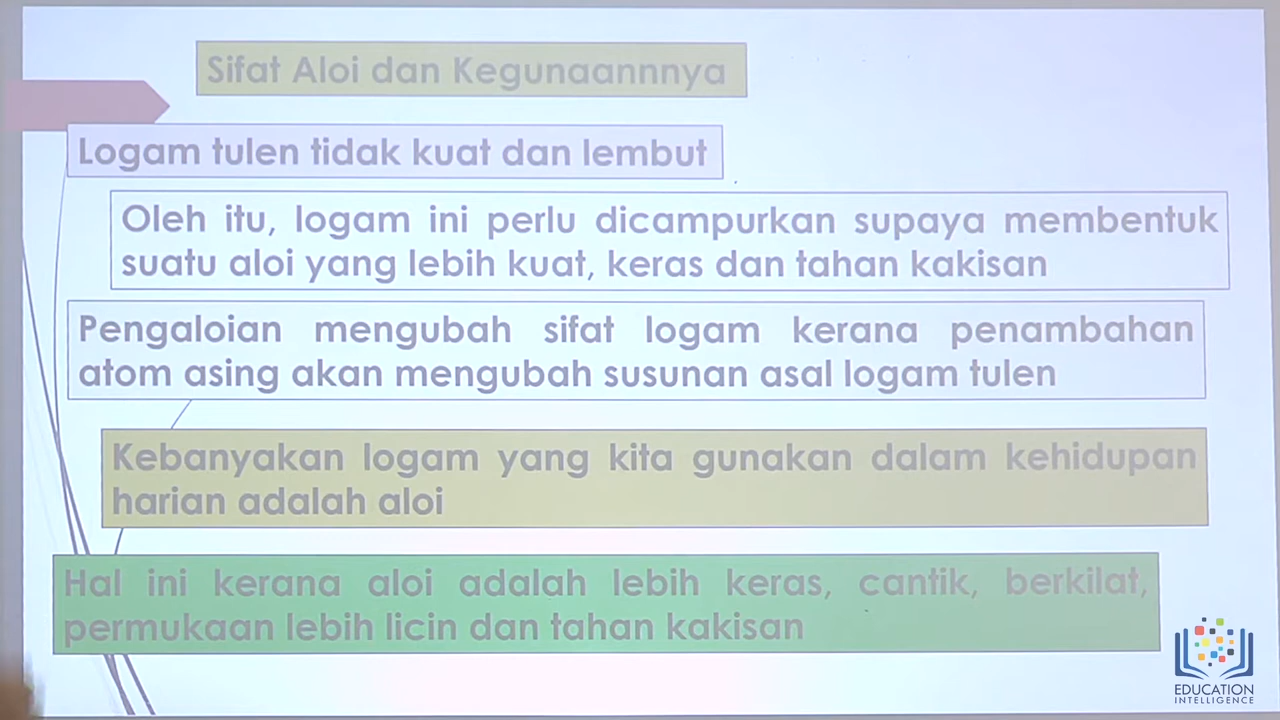 Sifat Aloi dan Kegunaannnya
Logam tulen tidak kuat dan lembut
Oleh itu, logam ini perlu dicampurkan supaya membentuk
suatu aloi yang lebih kuat, keras dan tahan kakisan
Pengaloian mengubah sifat logam kerana penambahan
atom asing akan mengubah susunan asal logam tulen
Kebanyakan logam yang kita gunakan dalam kehidupan
harian adalah aloi
Hal ini kerana aloi adalah lebih keras, cantik, berkilat,
permukaan lebih licin dan tahan kakisan
EDUCATION
INTELLIGENCE